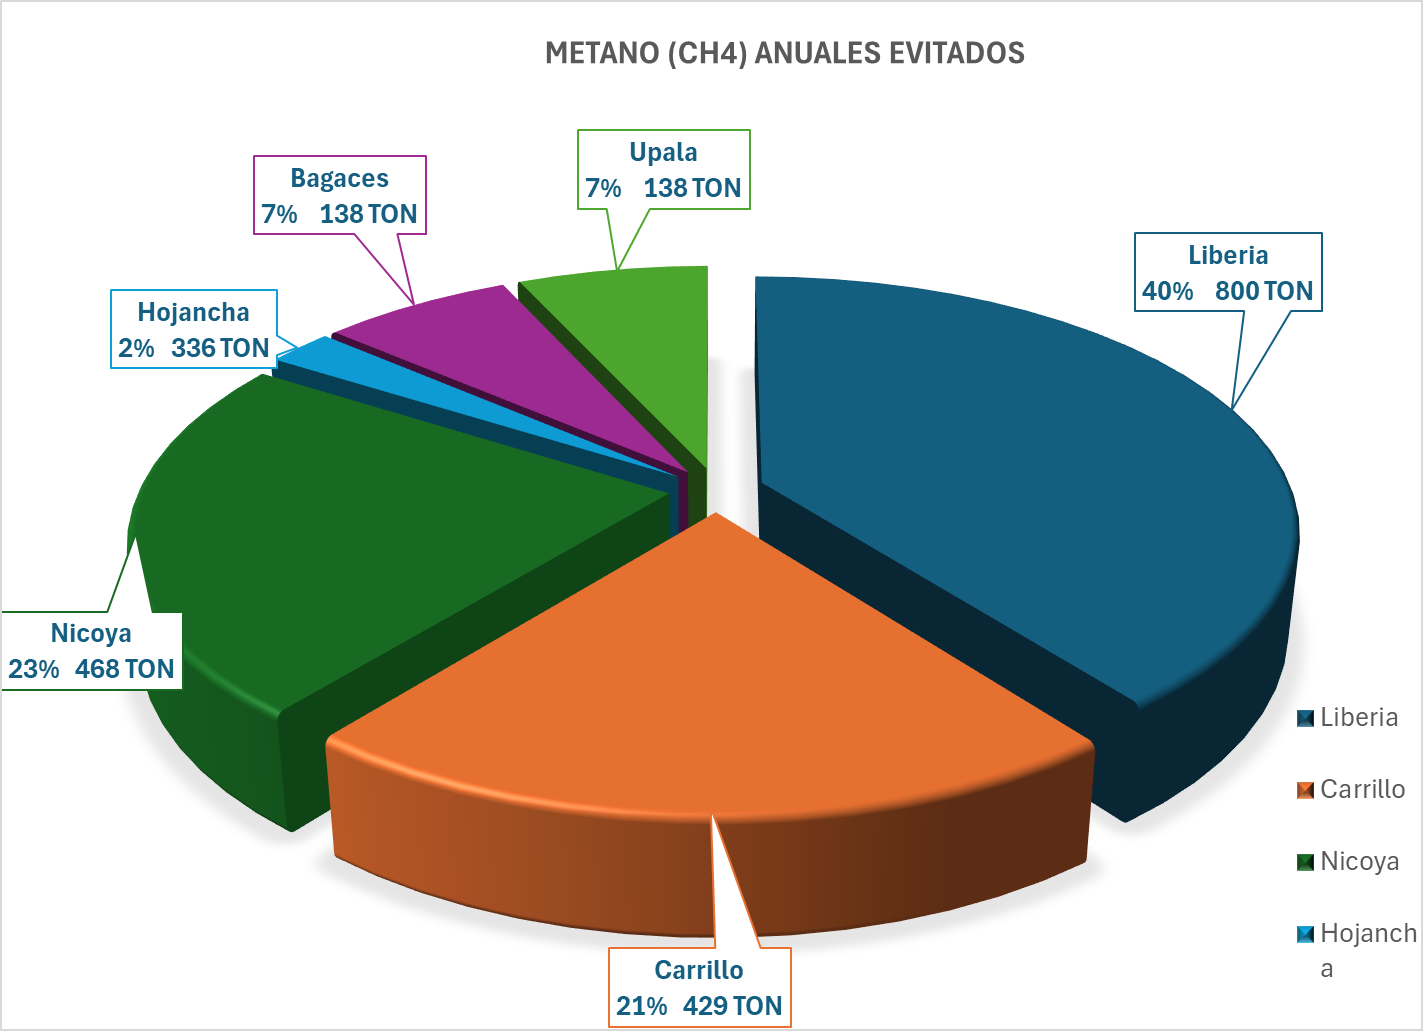 METANO (CH4) ANUALES EVITADOS
Upala
7% 138 TON
Bagaces
7% 138 TON
Liberia
40% 800 TON
Hojancha
2% 336 TON
Nicoya
23% 468 TON
Carrillo
21% 429 TON
Liberia
Carrillo
Nicoya
Hojanch
a